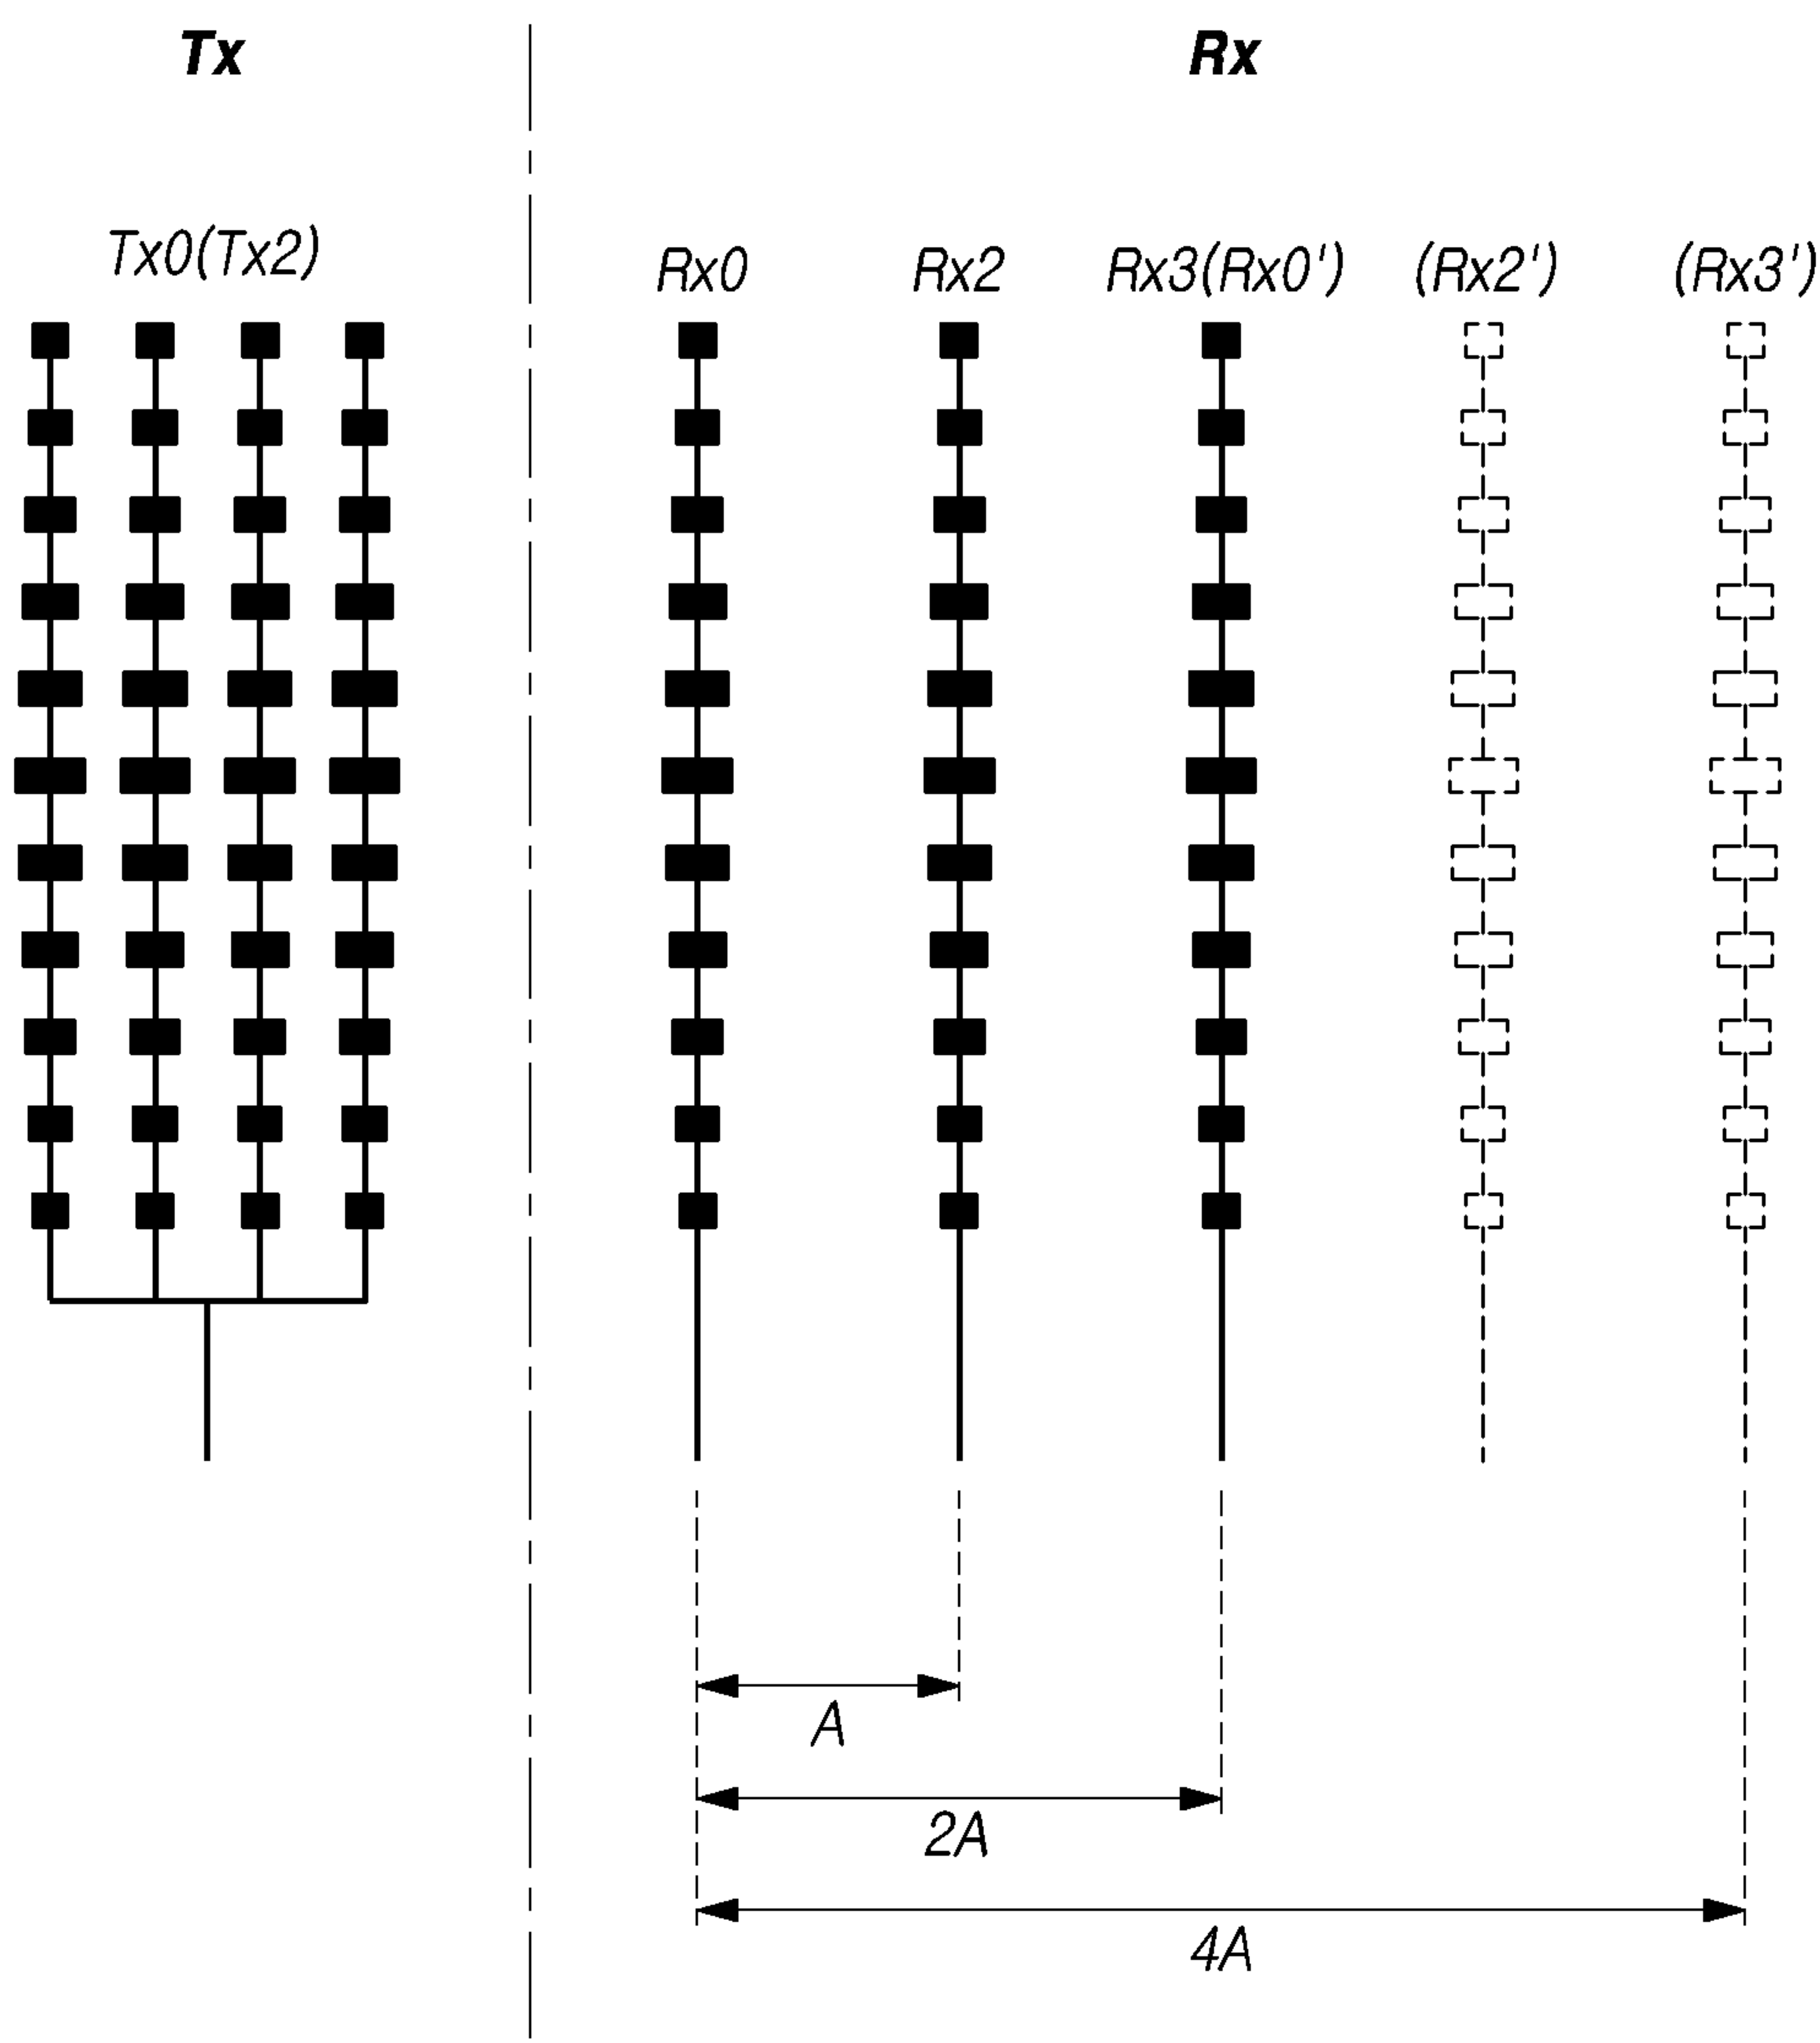 Tx Rx
Tx0(Tx2) Rx0 Rx2 Rx3(Rx0') (Rx2') (Rx3')
A
2A
4A